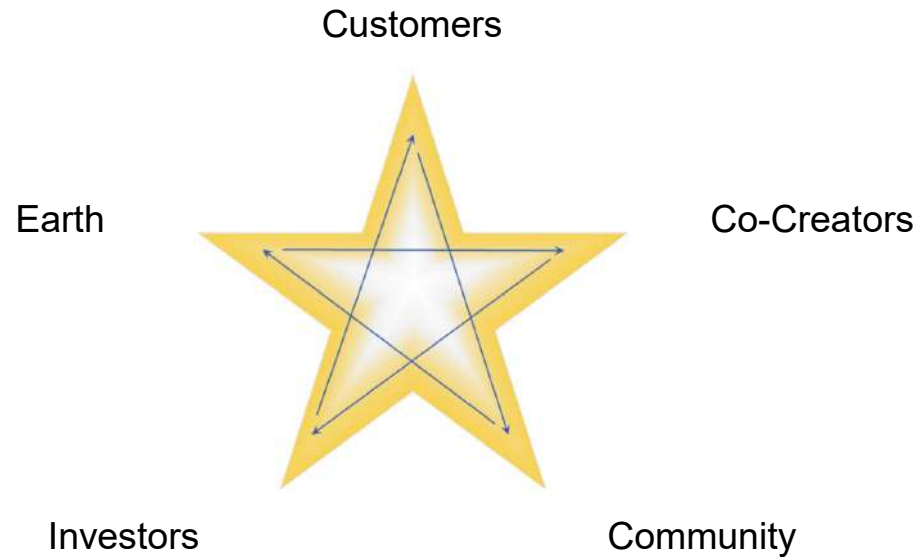 Customers
Earth
Co-Creators
Investors
Community